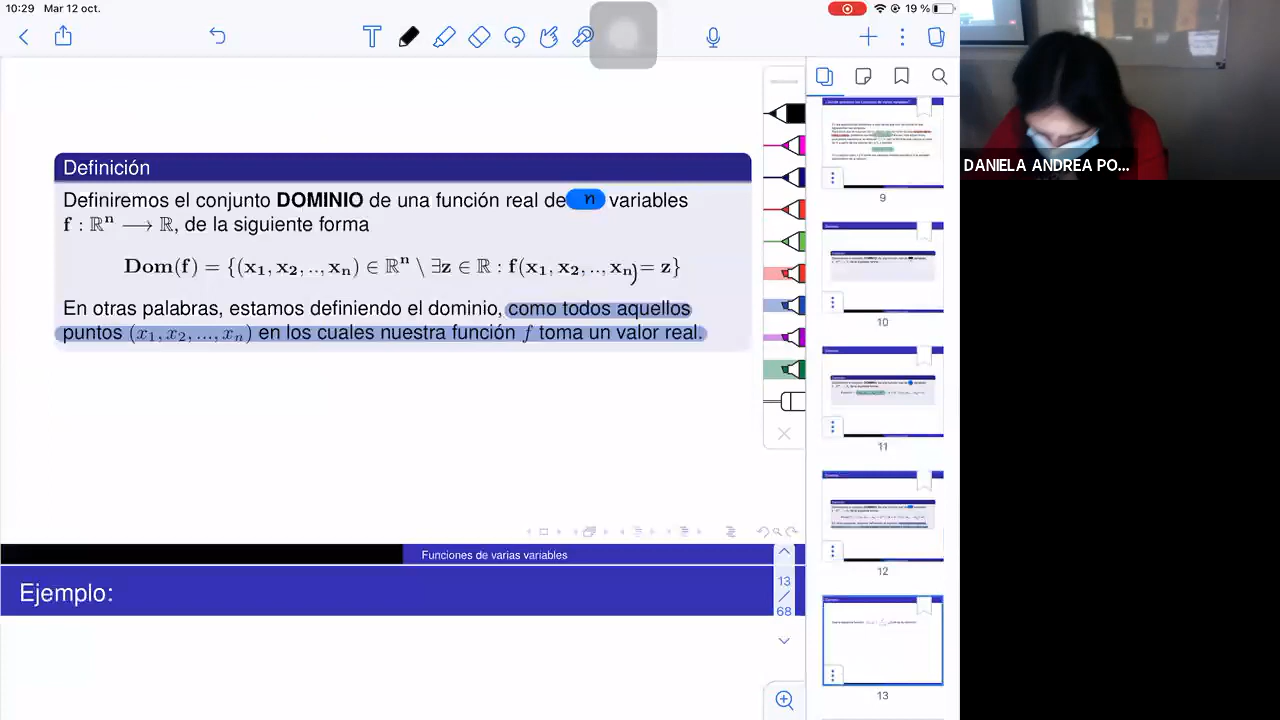 10:29 Mar 12 oct.
19 %
Definición
Definiremos el conjunto DOMINIO de una función real de n variables
f : ℝⁿ ⟶ ℝ, de la siguiente forma
Dom(f) = {(x₁, x₂, .., xₙ) ∈ ℝⁿ \ ∃z ∈ ℝ f(x₁, x₂, .., xₙ) = z}
En otras palabras, estamos definiendo el dominio, como todos aquellos
puntos (x₁, x₂, ..., xₙ) en los cuales nuestra función f toma un valor real.
Funciones de varias variables
13
/
68
Ejemplo:
9
10
11
12
13
DANIELA ANDREA PO...